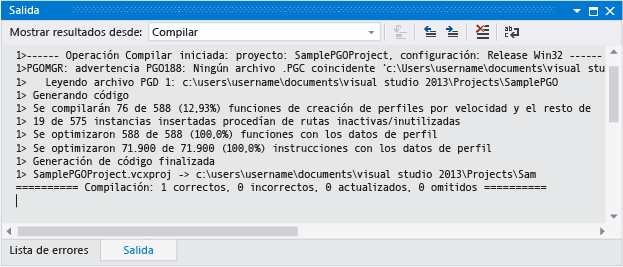 Salida
Mostrar resultados desde: Compilar
1>------ Operación Compilar iniciada: proyecto: SamplePGOProject, configuración: Release Win32 ------
1>PGOMGR: advertencia PGO188: Ningún archivo .PGC coincidente 'c:\Users\username\documents\visual stu
1> Leyendo archivo PGD 1: c:\users\username\documents\visual studio 2013\Projects\SamplePGO
1> Generando código
1> Se compilarán 76 de 588 (12,93%) funciones de creación de perfiles por velocidad y el resto de
1> 19 de 575 instancias insertadas procedían de rutas inactivas/inutilizadas
1> Se optimizaron 588 de 588 (100,0%) funciones con los datos de perfil
1> Se optimizaron 71.900 de 71.900 (100,0%) instrucciones con los datos de perfil
1> Generación de código finalizada
1> SamplePGOProject.vcxproj -> c:\users\username\documents\visual studio 2013\Projects\Sam
========== Compilación: 1 correctos, 0 incorrectos, 0 actualizados, 0 omitidos ==========
Lista de errores Salida